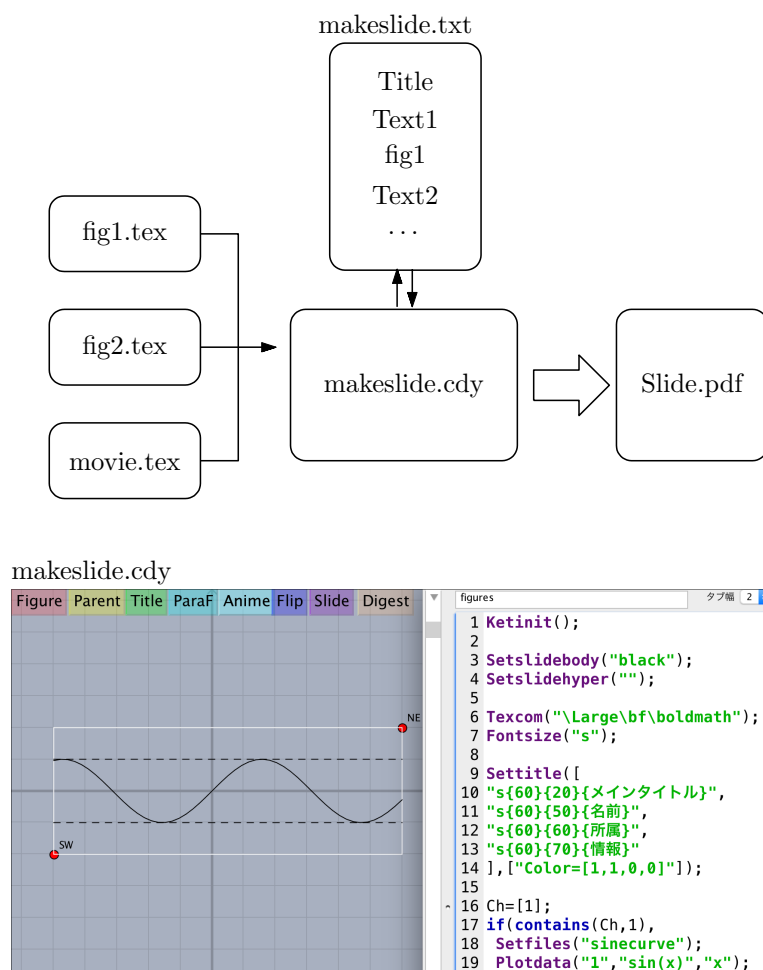 makeslide.txt
Title
Text1
fig1
Text2
...
fig1.tex
fig2.tex
movie.tex
makeslide.cdy
Slide.pdf
makeslide.cdy
Figure Parent Title ParaF Anime Flip Slide Digest
NE
SW
figures タブ幅 2
1 Ketinit();
2
3 Setslidebody("black");
4 Setslidehyper("");
5
6 Texcom("\Large\bf\boldmath");
7 Fontsize("s");
8
9 Settitle([
10 "s{60}{20}{メインタイトル}",
11 "s{60}{50}{名前}",
12 "s{60}{60}{所属}",
13 "s{60}{70}{情報}"
14 ],["Color=[1,1,0,0]"]);
15
16 Ch=[1];
17 if(contains(Ch,1),
18 Setfiles("sinecurve");
19 Plotdata("1","sin(x)","x");